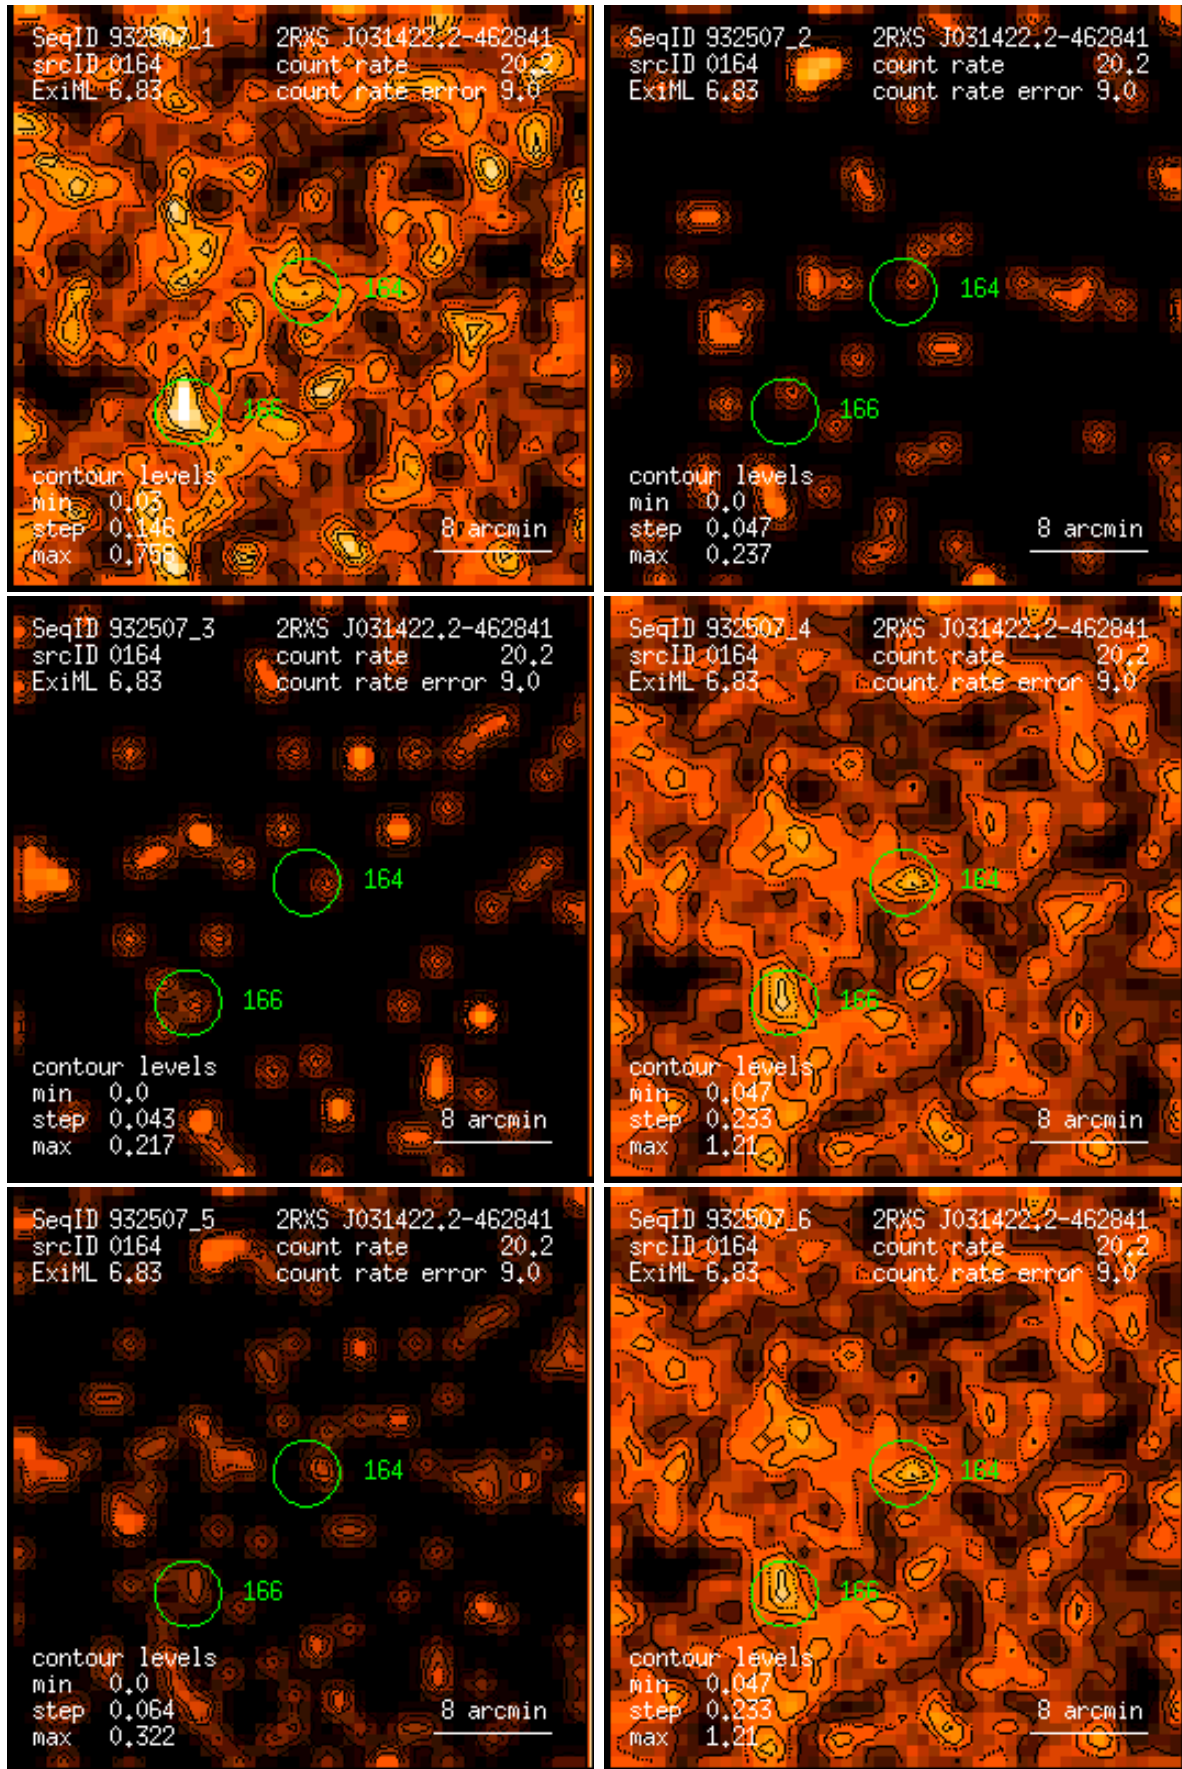 SeqID 932507_1 2RXS J031422.2-462841
srcID 0164 count rate 20.2
ExiML 6.83 count rate error 9.0
164
166
contour levels
min 0.03
step 0.146
max 0.758
8 arcmin
SeqID 932507_2 2RXS J031422.2-462841
srcID 0164 count rate 20.2
ExiML 6.83 count rate error 9.0
164
166
contour levels
min 0.0
step 0.047
max 0.237
8 arcmin
SeqID 932507_3 2RXS J031422.2-462841
srcID 0164 count rate 20.2
ExiML 6.83 count rate error 9.0
164
166
contour levels
min 0.0
step 0.043
max 0.217
8 arcmin
SeqID 932507_4 2RXS J031422.2-462841
srcID 0164 count rate 20.2
ExiML 6.83 count rate error 9.0
164
166
contour levels
min 0.047
step 0.233
max 1.21
8 arcmin
SeqID 932507_5 2RXS J031422.2-462841
srcID 0164 count rate 20.2
ExiML 6.83 count rate error 9.0
164
166
contour levels
min 0.0
step 0.064
max 0.322
8 arcmin
SeqID 932507_6 2RXS J031422.2-462841
srcID 0164 count rate 20.2
ExiML 6.83 count rate error 9.0
164
166
contour levels
min 0.047
step 0.233
max 1.21
8 arcmin